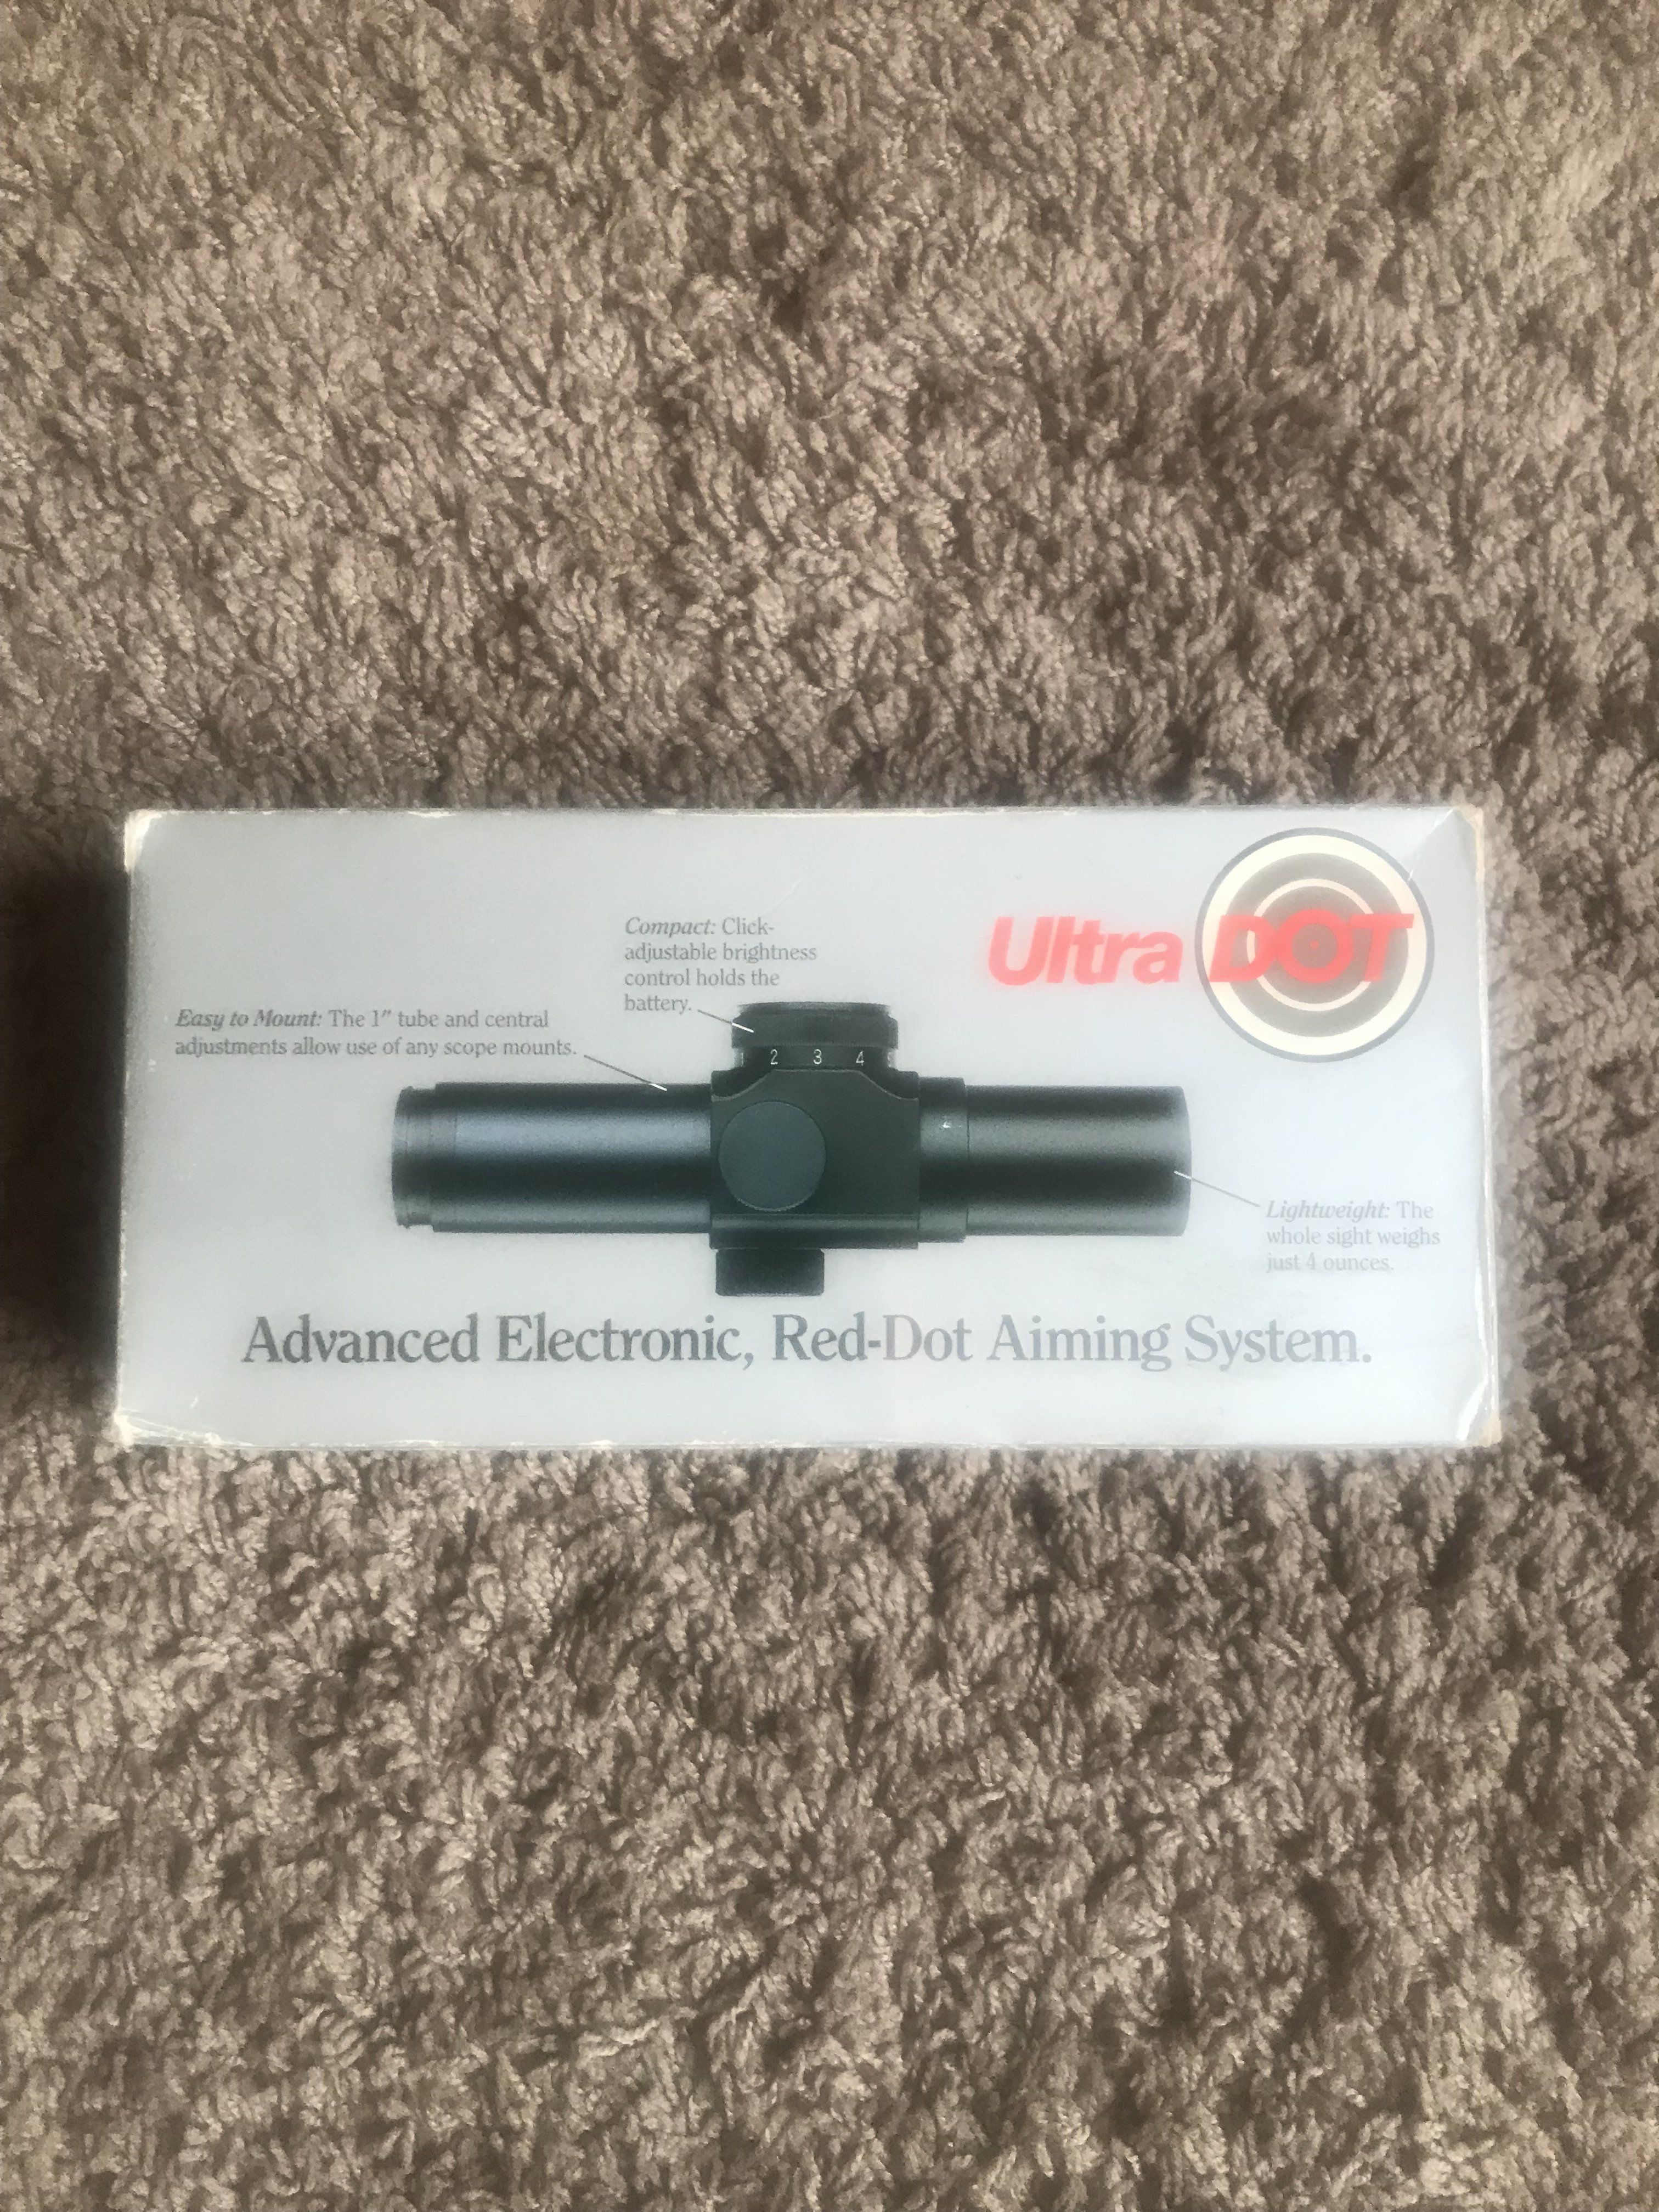 Ultra DOT
Compact: Click-
adjustable brightness
control holds the
battery.
Easy to Mount: The 1" tube and central
adjustments allow use of any scope mounts.
2 3 4
Lightweight: The
whole sight weighs
just 4 ounces.
Advanced Electronic, Red-Dot Aiming System.